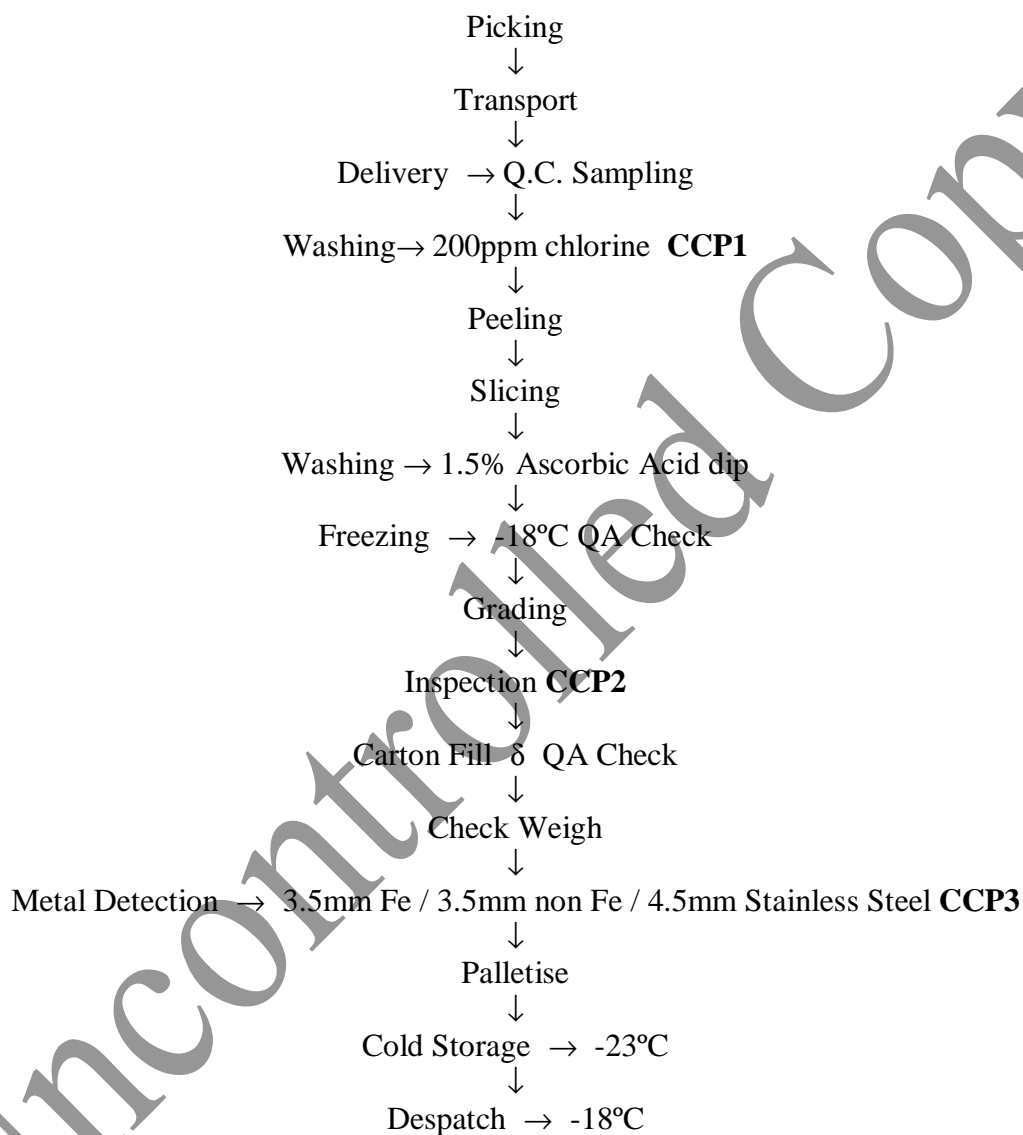 Picking
↓
Transport
↓
Delivery → Q.C. Sampling
↓
Washing→ 200ppm chlorine CCP1
↓
Peeling
↓
Slicing
↓
Washing → 1.5% Ascorbic Acid dip
↓
Freezing → -18ºC QA Check
↓
Grading
↓
Inspection CCP2
↓
Carton Fill δ QA Check
↓
Check Weigh
↓
Metal Detection → 3.5mm Fe / 3.5mm non Fe / 4.5mm Stainless Steel CCP3
↓
Palletise
↓
Cold Storage → -23ºC
↓
Despatch → -18ºC
ncontrolled Cop